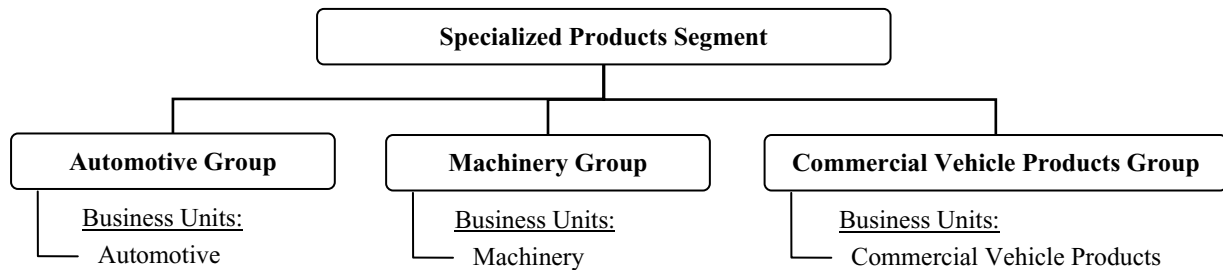 Specialized Products Segment
Automotive Group
Machinery Group
Commercial Vehicle Products Group
Business Units:
Automotive
Business Units:
Machinery
Business Units:
Commercial Vehicle Products